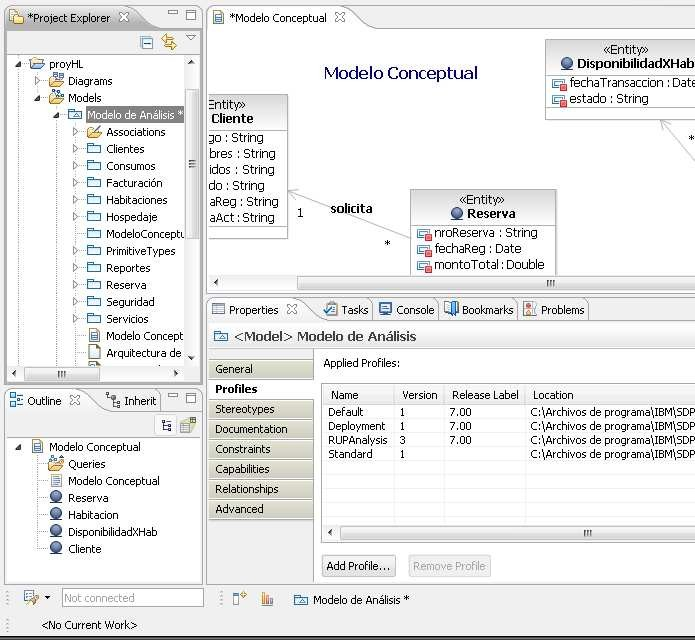 *Project Explorer
proyHL
Diagrams
Models
Modelo de Análisis *
Associations
Clientes
Consumos
Facturación
Habitaciones
Hospedaje
ModeloConceptu
PrimitiveTypes
Reportes
Reserva
Seguridad
Servicios
Modelo Concept
Arquitectura de
Outline
Inherit
Modelo Conceptual
Queries
Modelo Conceptual
Reserva
Habitacion
DisponibilidadXHab
Cliente
Not connected
<No Current Work>
*Modelo Conceptual
Modelo Conceptual
«Entity»
DisponibilidadXHab
fechaTransaccion : Date
estado : String
*
Entity»
Cliente
go : String
bres : String
idos : String
do : String
aReg : String
aAct : String
1
solicita
*
«Entity»
Reserva
nroReserva : String
fechaReg : Date
montoTotal : Double
Properties
Tasks
Console
Bookmarks
Problems
<Model> Modelo de Análisis
General
Profiles
Stereotypes
Documentation
Constraints
Capabilities
Relationships
Advanced
Applied Profiles:
Name Version Release Label Location
Default 1 7.00 C:\Archivos de programa\IBM\SDP
Deployment 1 7.00 C:\Archivos de programa\IBM\SDP
RUPAnalysis 3 7.00 C:\Archivos de programa\IBM\SDP
Standard 1 C:\Archivos de programa\IBM\SDP
Add Profile...
Remove Profile
Modelo de Análisis *